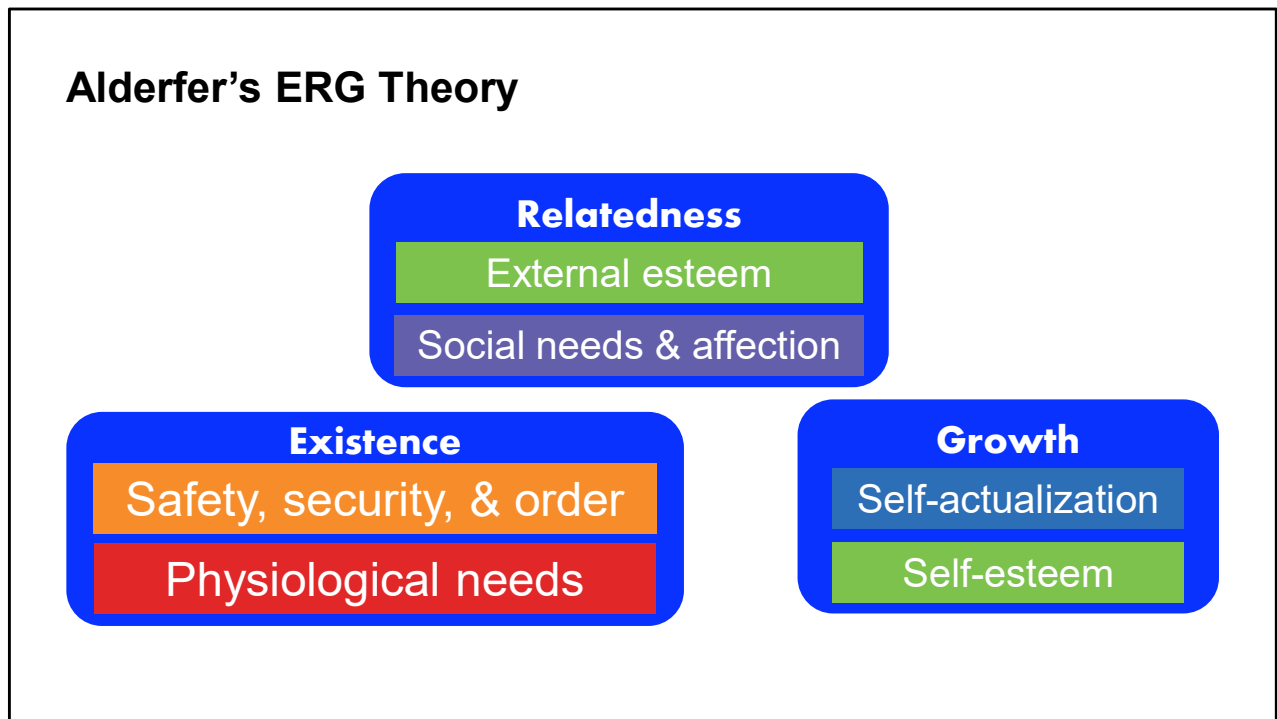 Alderfer’s ERG Theory
Relatedness
External esteem
Social needs & affection
Existence
Safety, security, & order
Physiological needs
Growth
Self-actualization
Self-esteem